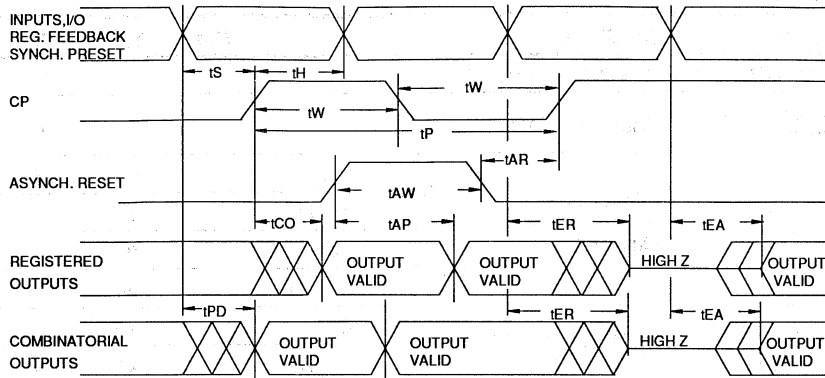 INPUTS,I/O
REG. FEEDBACK
SYNCH. PRESET
tS
tH
tW.
CP
tW
tP
tAR
ASYNCH. RESET
tAW
tCO
tAP
tER
tEA
REGISTERED
OUTPUTS
OUTPUT
VALID
OUTPUT
VALID
HIGH Z
OUTPUT
VALID
tPD
tER
tEA
COMBINATORIAL
OUTPUTS
OUTPUT
VALID
OUTPUT
VALID
HIGH Z
OUTPUT
VALID